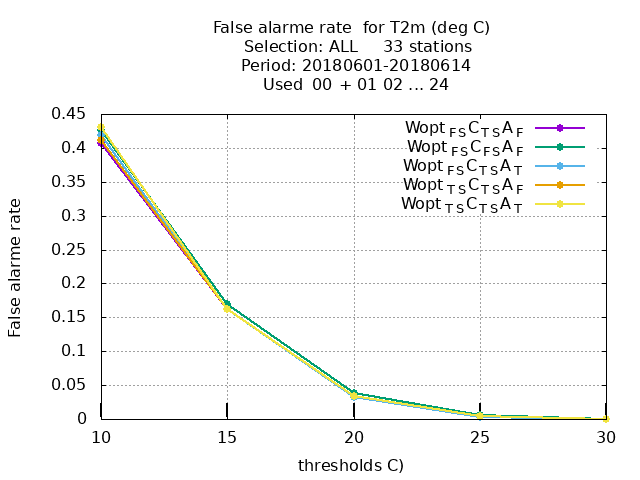 False alarme rate  for T2m (deg C)
Selection: ALL     33 stations
Period: 20180601-20180614
Used  00 + 01 02 ... 24
0.45
0.4
0.35
0.3
0.25
0.2
0.15
0.1
0.05
0
False alarme rate
Wopt FS C TS A F
Wopt FS C FS A F
Wopt FS C TS A T
Wopt TS C TS A F
Wopt TS C TS A T
10 15 20 25 30
thresholds C)